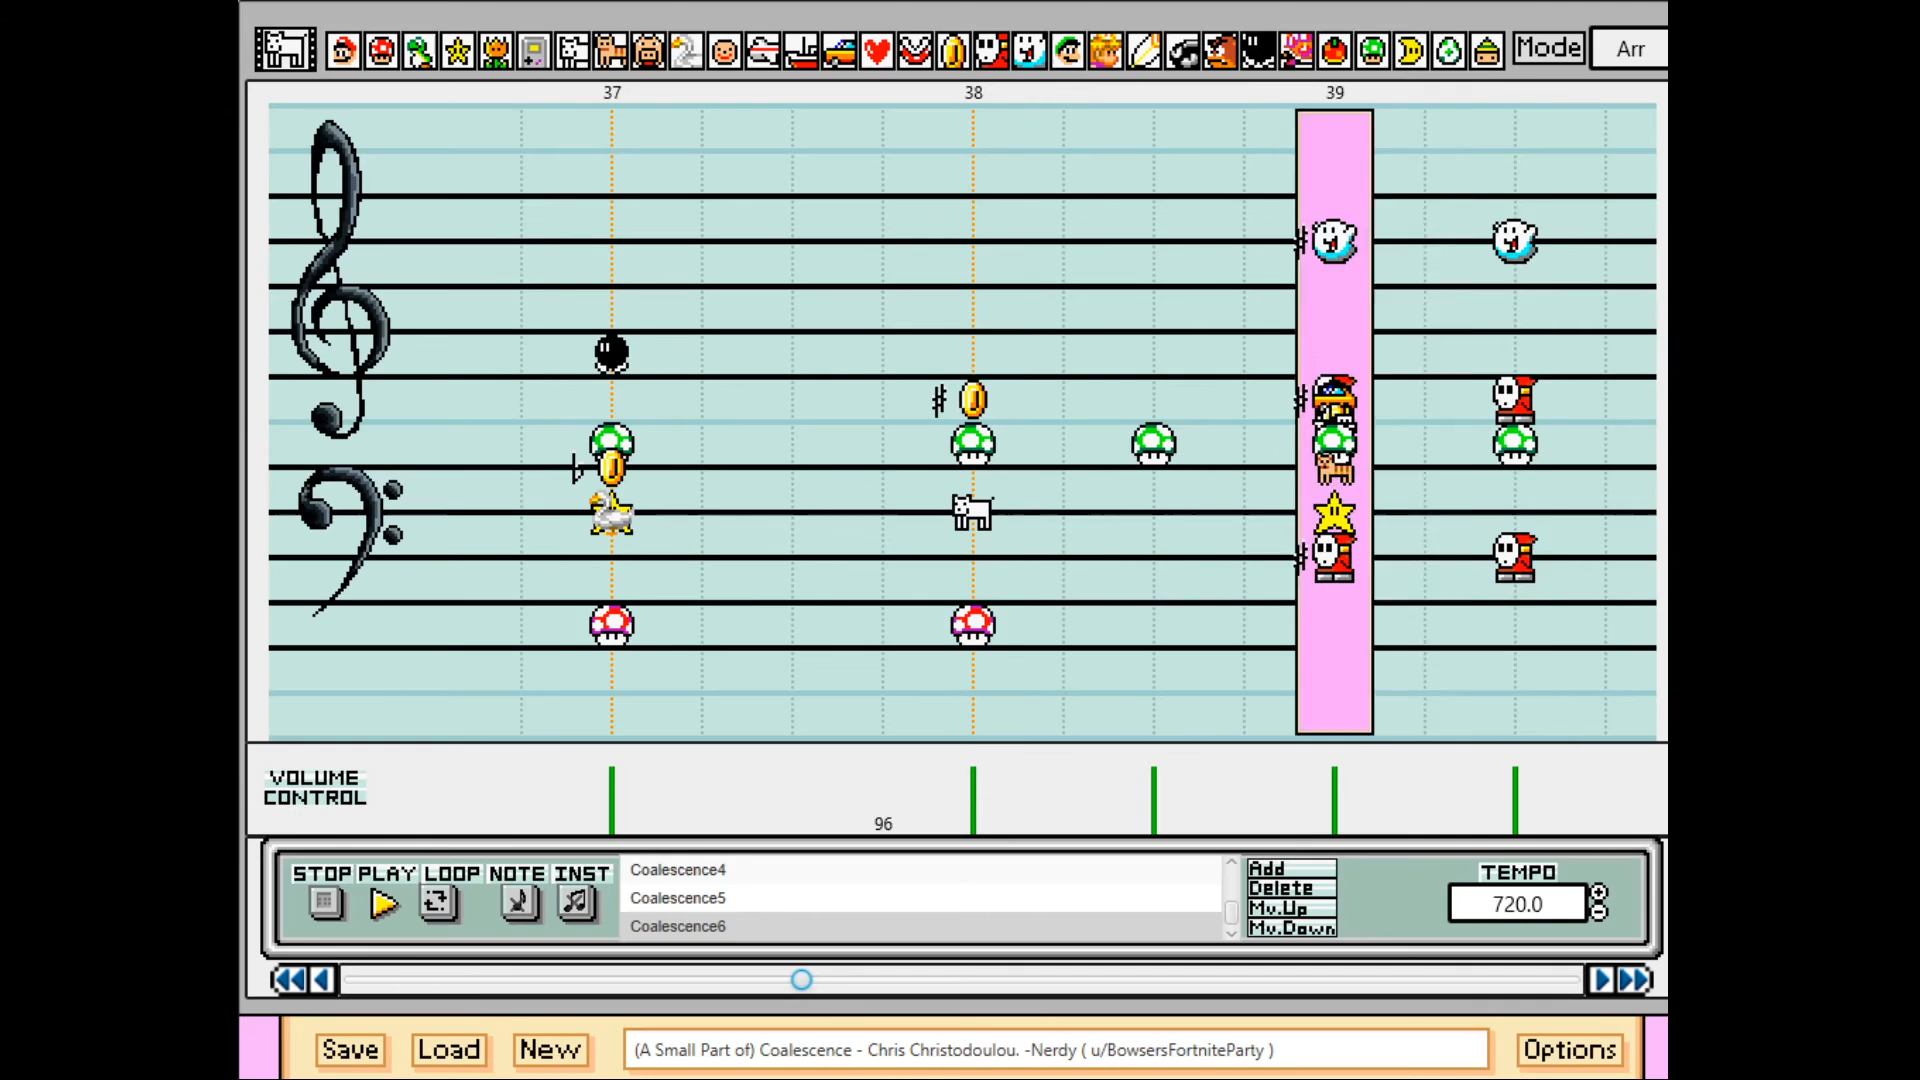 Mode Arr
37 38 39
VOLUME
CONTROL
96
STOP PLAY LOOP NOTE INST
Coalescence4
Coalescence5
Coalescence6
Add
Delete
Mv.Up
Mv.Down
TEMPO
720.0
Save Load New (A Small Part of) Coalescence - Chris Christodoulou. -Nerdy ( u/BowsersFortniteParty ) Options